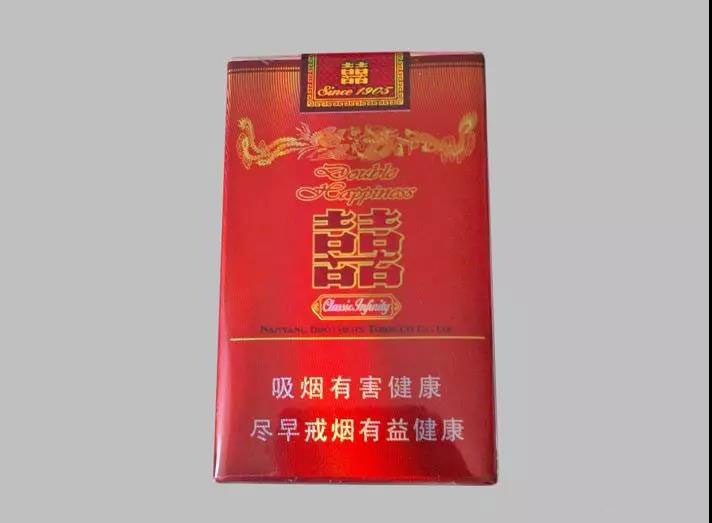 囍
Since 1905
Double
Happiness
囍
Classic Infinity
NANYANG BROTHERS TOBACCO CO., LTD
吸烟有害健康
尽早戒烟有益健康